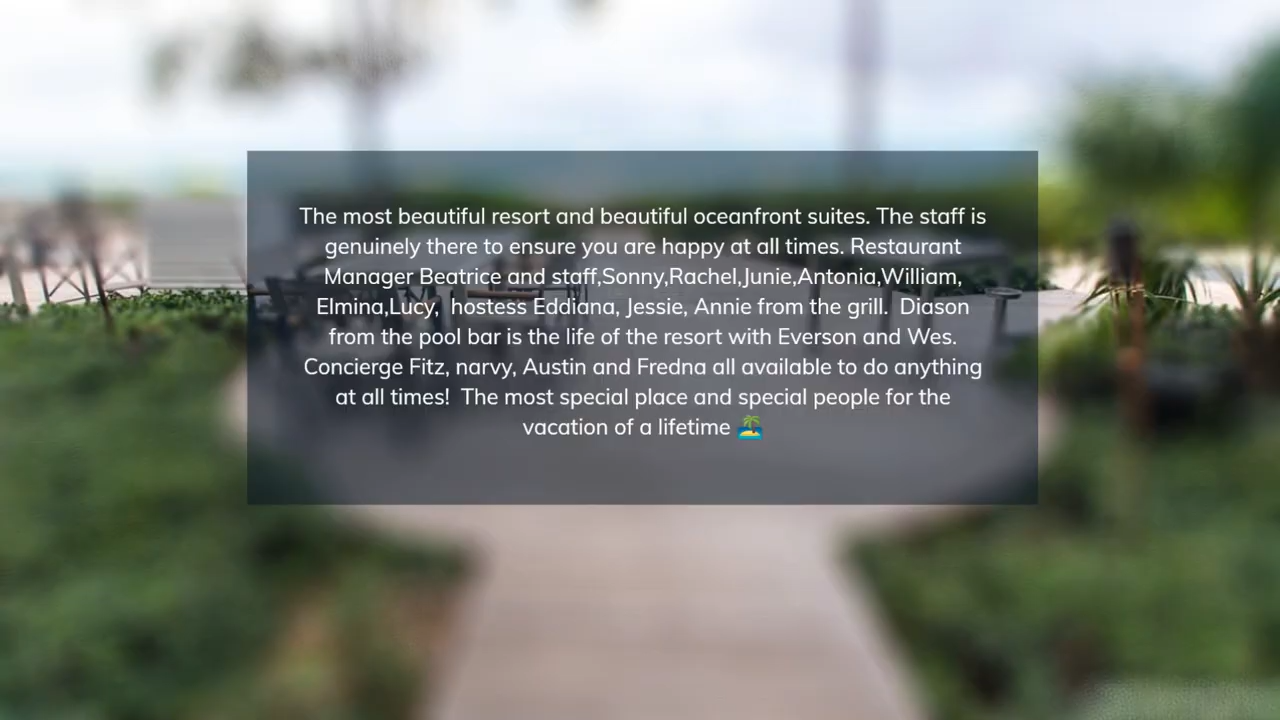 The most beautiful resort and beautiful oceanfront suites. The staff is
genuinely there to ensure you are happy at all times. Restaurant
Manager Beatrice and staff,Sonny,Rachel,Junie,Antonia,William,
Elmina,Lucy,  hostess Eddiana, Jessie, Annie from the grill.  Diason
from the pool bar is the life of the resort with Everson and Wes.
Concierge Fitz, narvy, Austin and Fredna all available to do anything
at all times!  The most special place and special people for the
vacation of a lifetime 🏝️